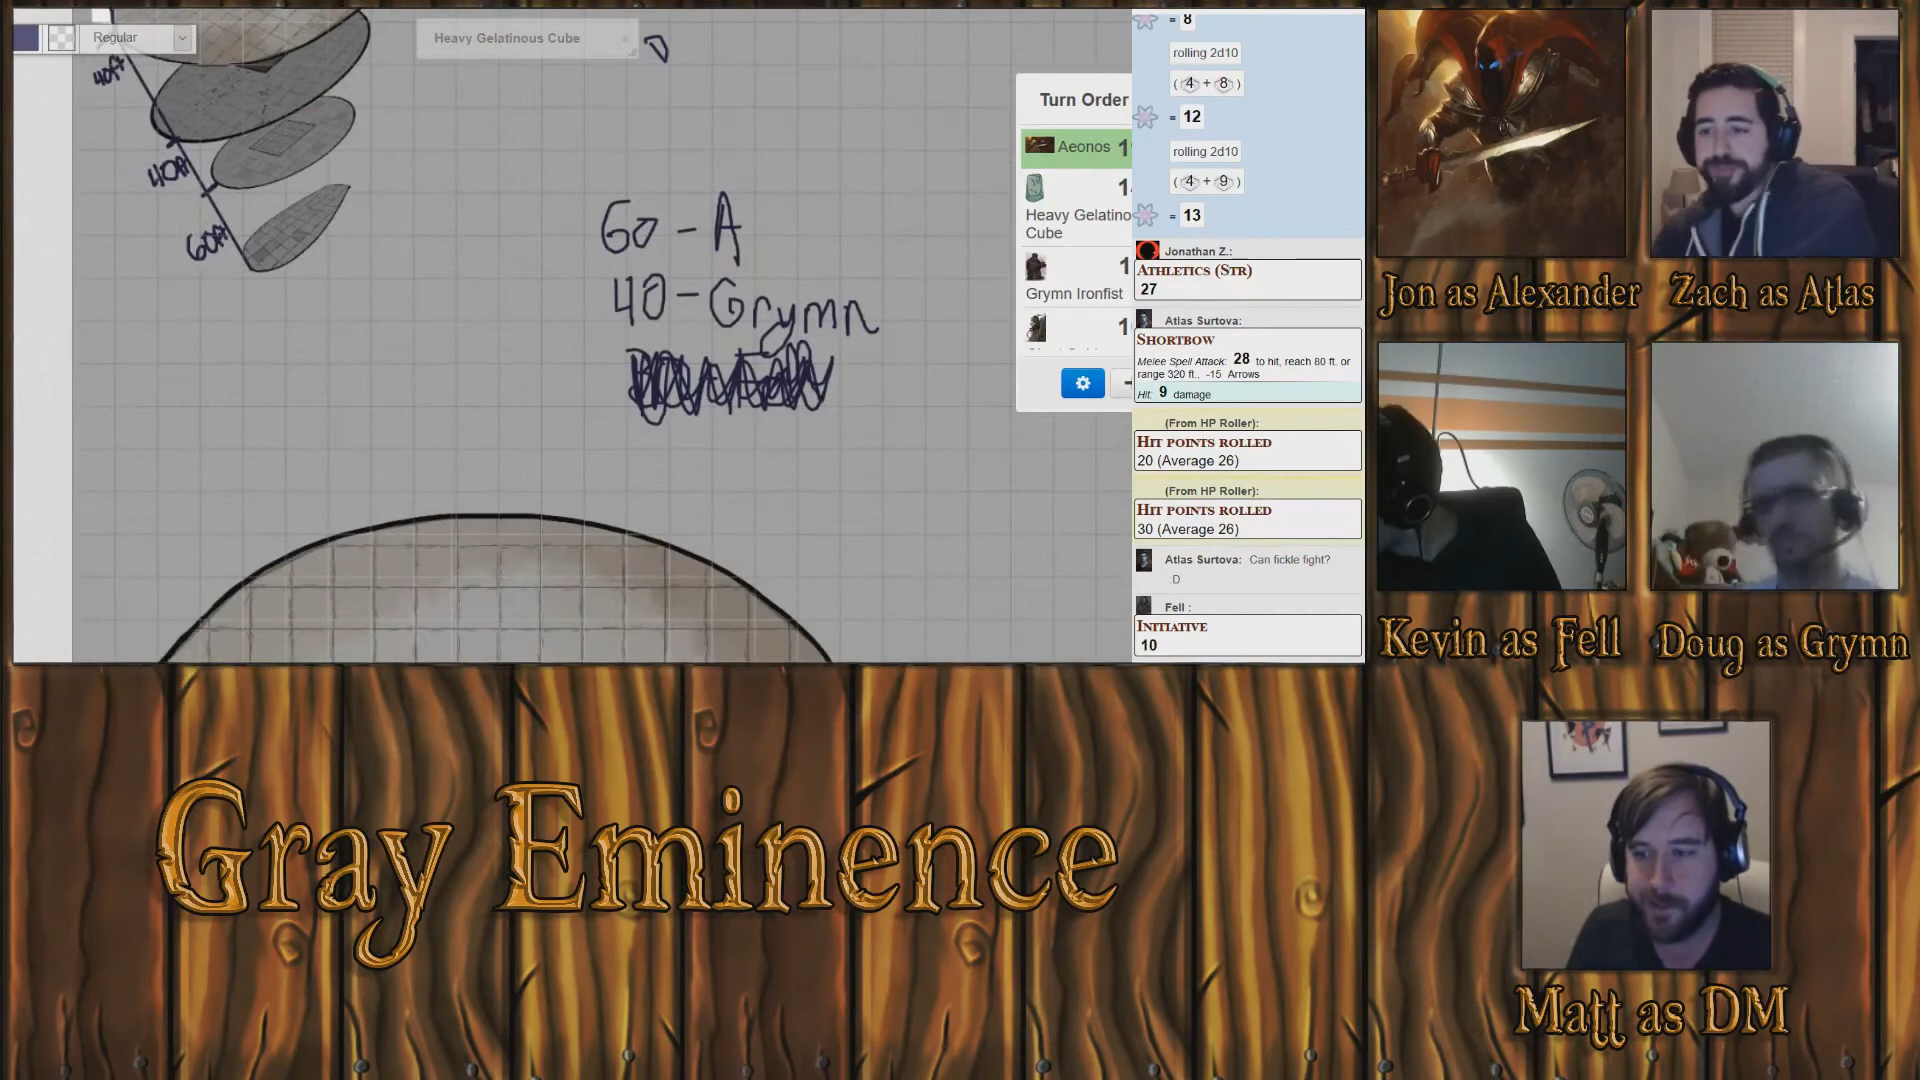 Regular
Heavy Gelatinous Cube
40ft
40ft
60ft
60 - A
40 - Grymn
Turn Order
Aeonos
Heavy Gelatino
Cube
Grymn Ironfist
= 8
rolling 2d10
(4 + 8)
= 12
rolling 2d10
(4 + 9)
= 13
Jonathan Z.:
Athletics (Str)
27
Atlas Surtova:
Shortbow
Melee Spell Attack: 28 to hit, reach 80 ft. or
range 320 ft., -15 Arrows
Hit: 9 damage
(From HP Roller):
Hit points rolled
20 (Average 26)
(From HP Roller):
Hit points rolled
30 (Average 26)
Atlas Surtova: Can fickle fight?
:D
Fell :
Initiative
10
Jon as Alexander
Zach as Atlas
Kevin as Fell
Doug as Grymn
Gray Eminence
Matt as DM